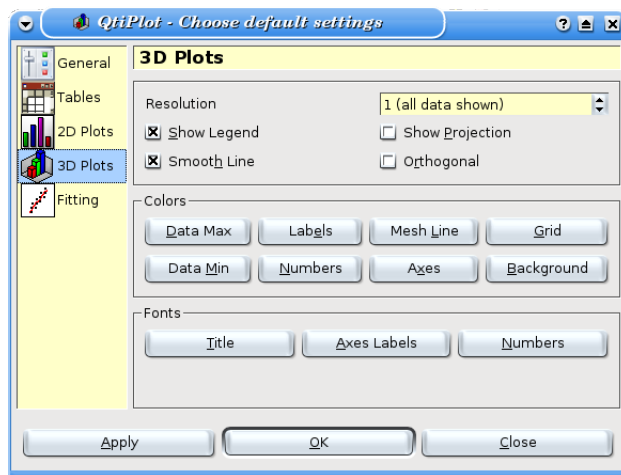 QtiPlot - Choose default settings
General
Tables
2D Plots
3D Plots
Fitting
3D Plots
Resolution 1 (all data shown)
Show Legend Show Projection
Smooth Line Orthogonal
Colors
Data Max Labels Mesh Line Grid
Data Min Numbers Axes Background
Fonts
Title Axes Labels Numbers
Apply OK Close